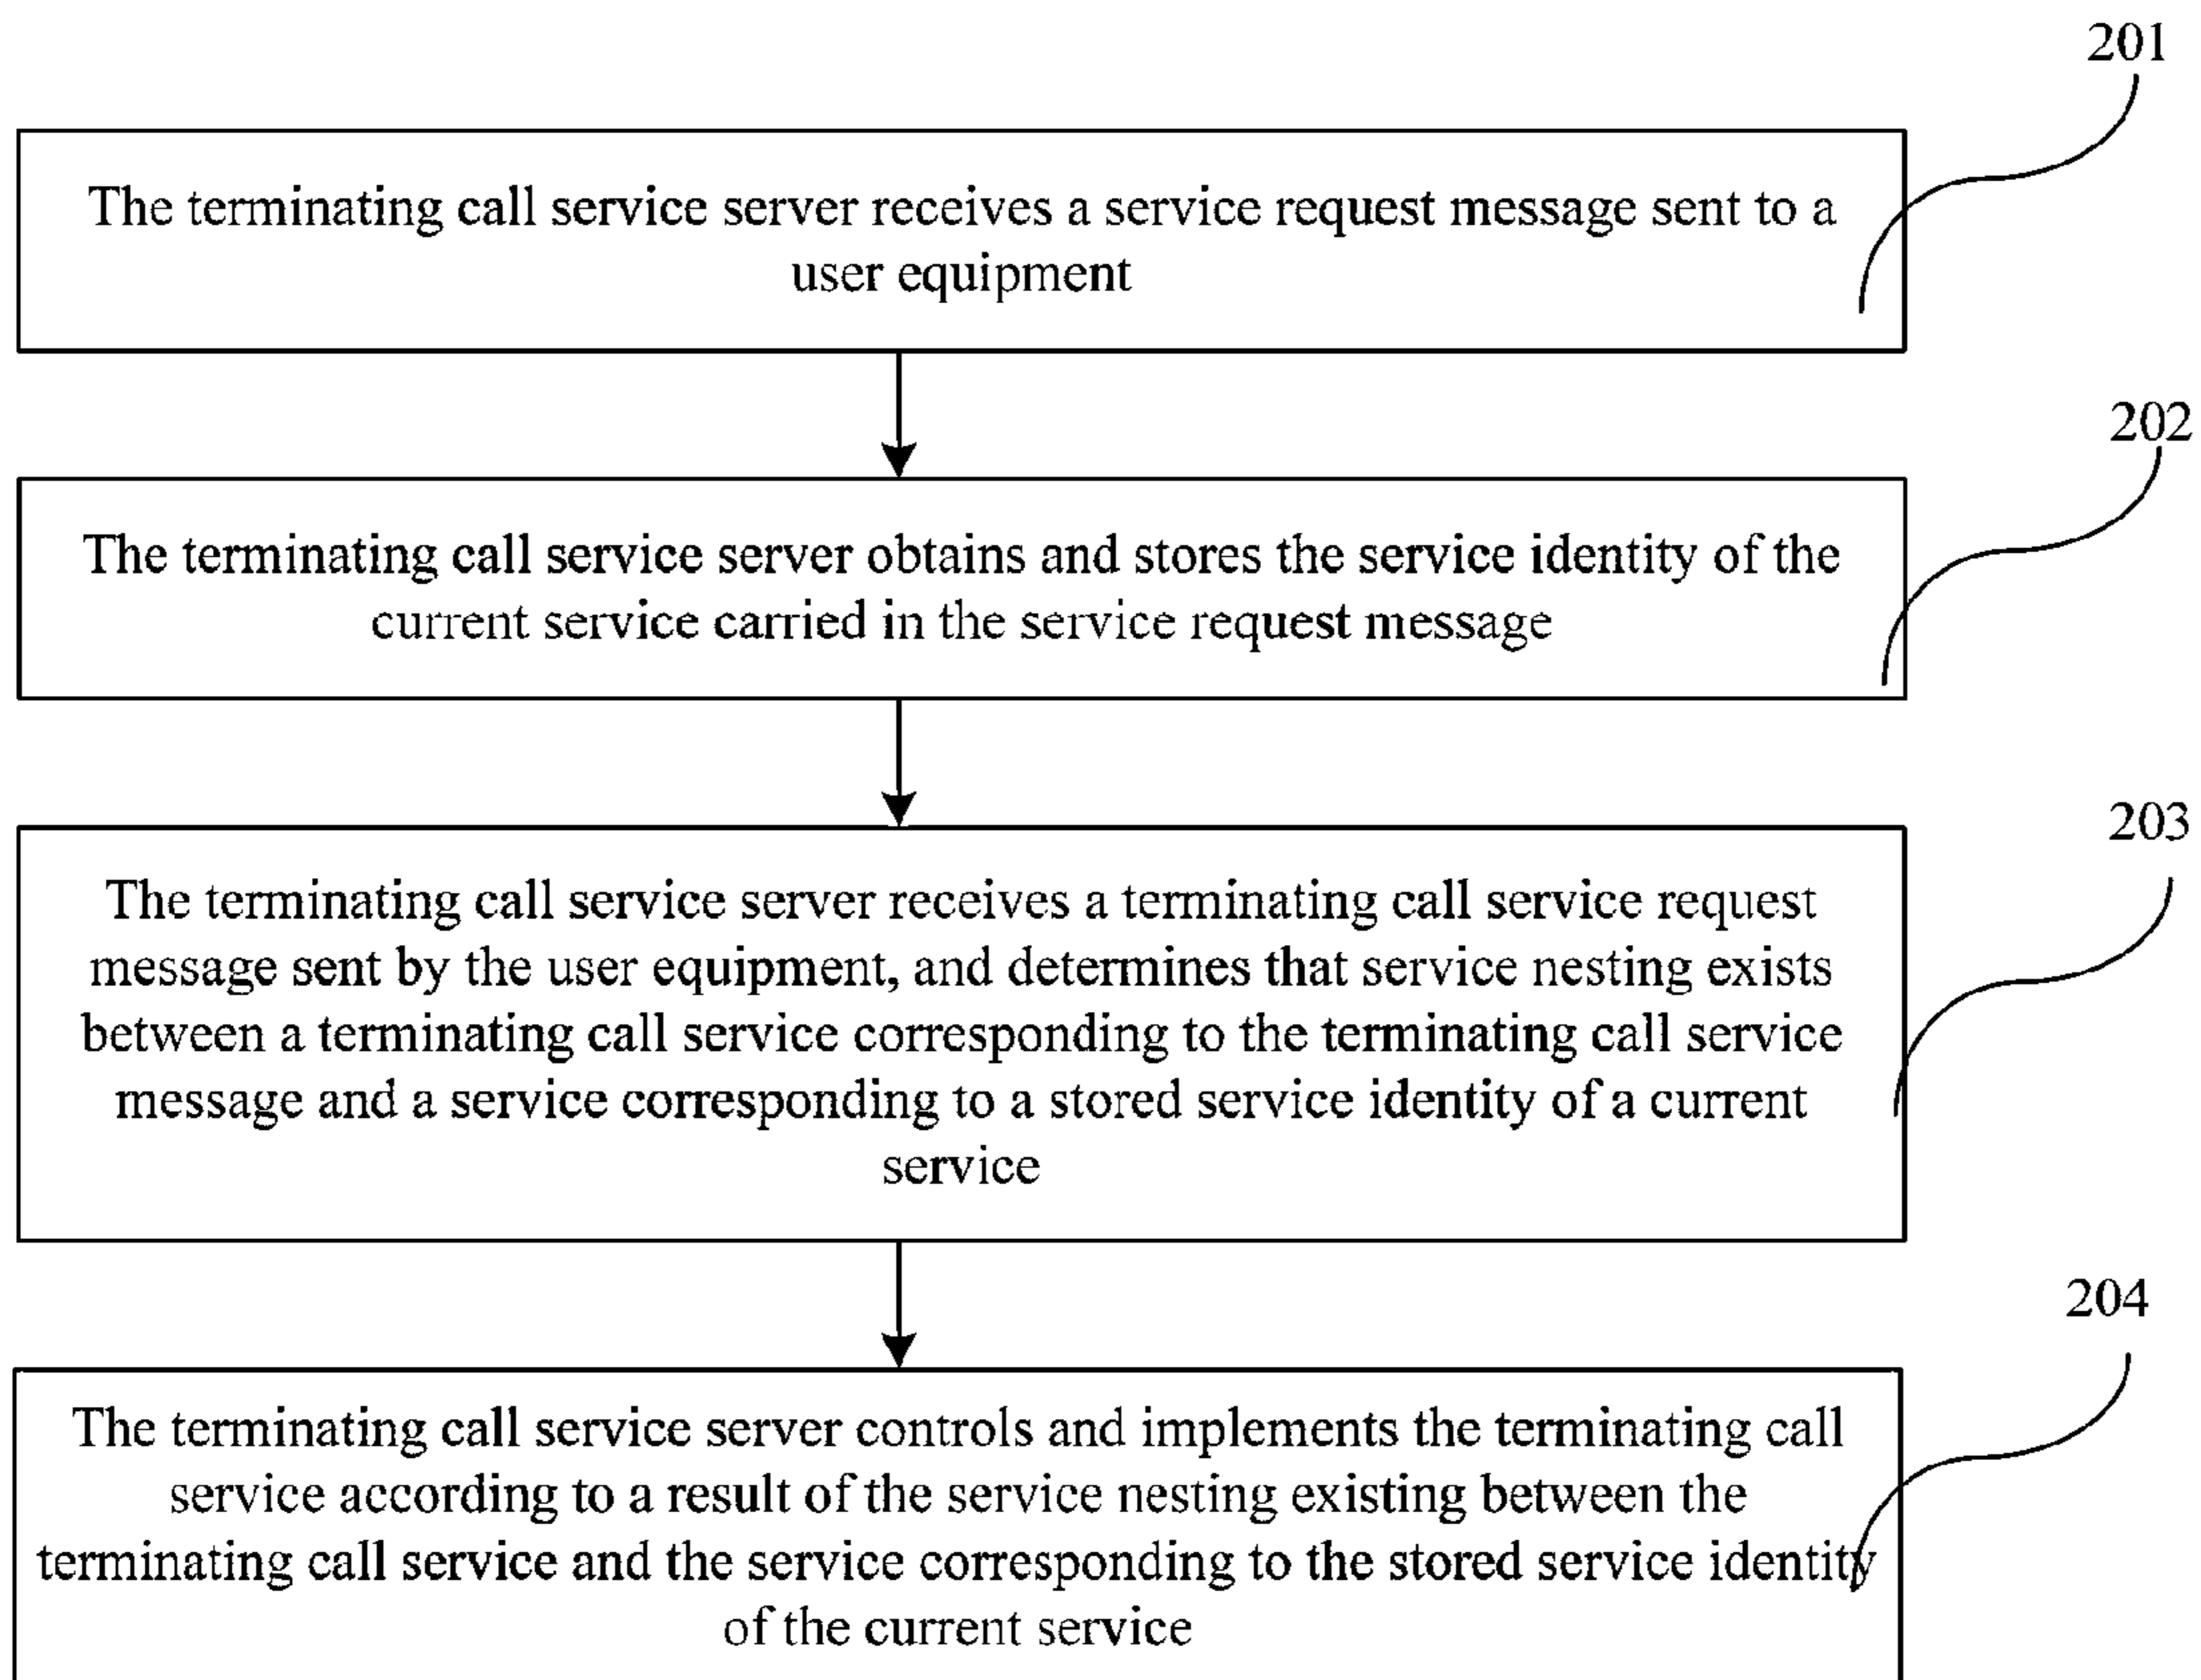 201
The terminating call service server receives a service request message sent to a
user equipment
202
The terminating call service server obtains and stores the service identity of the
current service carried in the service request message
203
The terminating call service server receives a terminating call service request
message sent by the user equipment, and determines that service nesting exists
between a terminating call service corresponding to the terminating call service
message and a service corresponding to a stored service identity of a current
service
204
The terminating call service server controls and implements the terminating call
service according to a result of the service nesting existing between the
terminating call service and the service corresponding to the stored service identity
of the current service